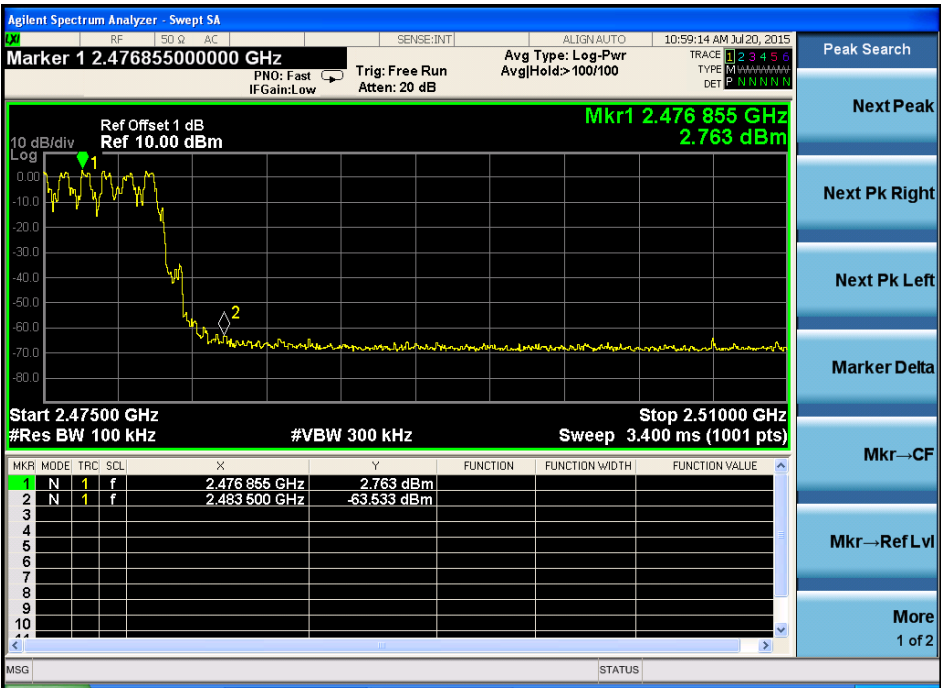 Agilent Spectrum Analyzer - Swept SA
LXI RF 50 Ω AC SENSE:INT ALIGN AUTO 10:59:14 AM Jul 20, 2015
Marker 1 2.476855000000 GHz
PNO: Fast
IFGain:Low
Trig: Free Run
Atten: 20 dB
Avg Type: Log-Pwr
Avg|Hold:>100/100
TRACE 1 2 3 4 5 6
TYPE M WWWWW
DET P N N N N N
Peak Search
Next Peak
Next Pk Right
Next Pk Left
Marker Delta
Mkr→CF
Mkr→Ref Lvl
More
1 of 2
Mkr1 2.476 855 GHz
2.763 dBm
Ref Offset 1 dB
10 dB/div Ref 10.00 dBm
Log
1
0.00
-10.0
-20.0
-30.0
-40.0
-50.0
2
-60.0
-70.0
-80.0
Start 2.47500 GHz Stop 2.51000 GHz
#Res BW 100 kHz #VBW 300 kHz Sweep 3.400 ms (1001 pts)
MKR MODE TRC SCL X Y FUNCTION FUNCTION WIDTH FUNCTION VALUE
1 N 1 f 2.476 855 GHz 2.763 dBm
2 N 1 f 2.483 500 GHz -63.533 dBm
3
4
5
6
7
8
9
10
11
MSG STATUS